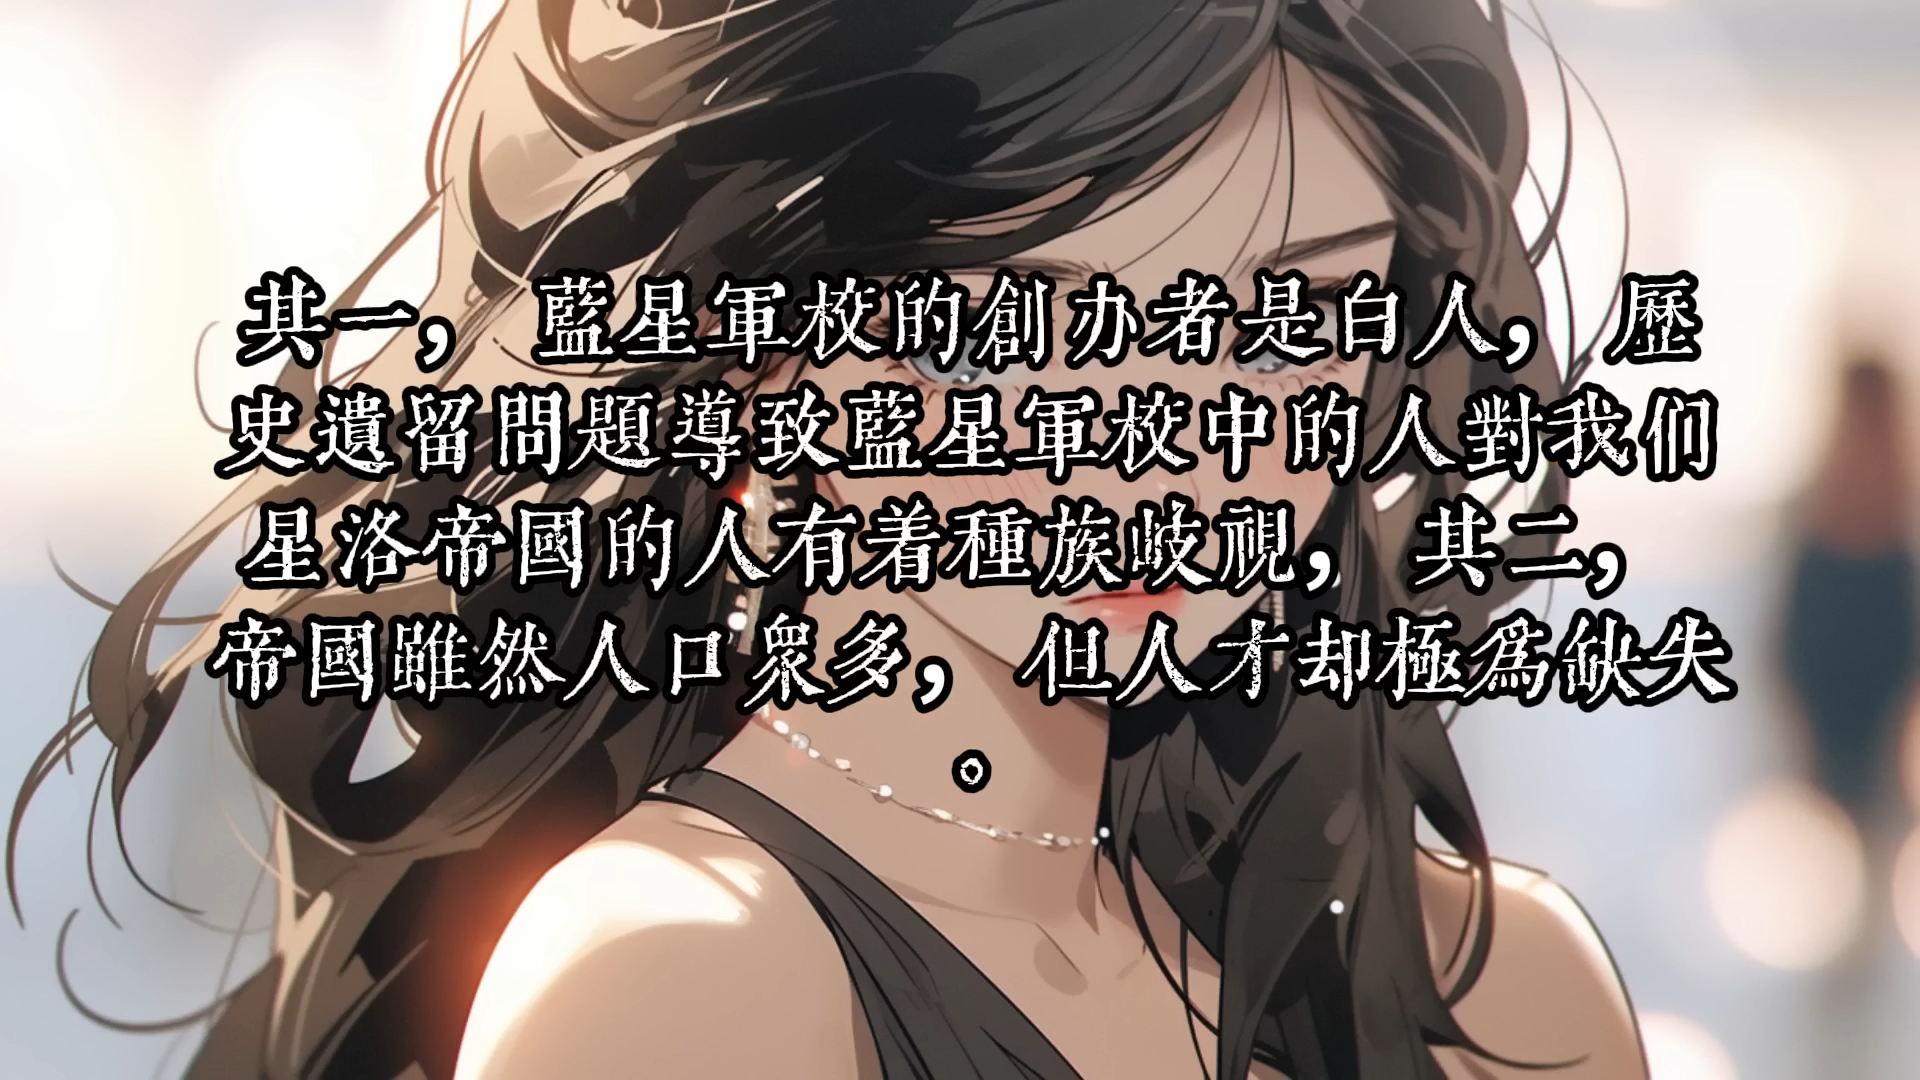 其一， 藍星軍校的創办者是白人， 歷
史遺留問題導致藍星軍校中的人對我们
星洛帝國的人有着種族歧視， 其二，
帝國雖然人口衆多， 但人才却極爲缺失
。